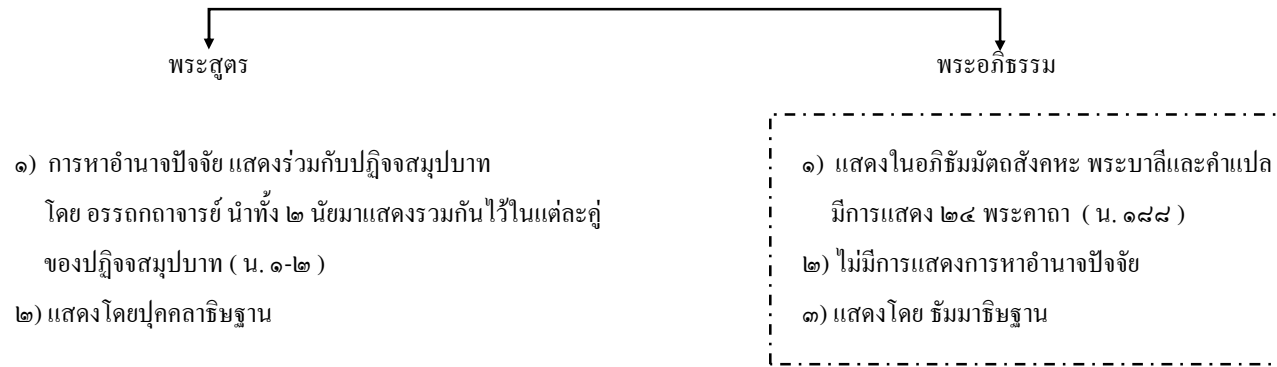 พระสูตร
๑) การหาอำนาจปัจจัย แสดงร่วมกับปฏิจจสมุปบาท
โดย อรรถกถาจารย์ นำทั้ง ๒ นัยมาแสดงรวมกันไว้ในแต่ละคู่
ของปฏิจจสมุปบาท ( น. ๑-๒ )
๒) แสดงโดยปุคคลาธิษฐาน
พระอภิธรรม
๑) แสดงในอภิธัมมัตถสังคหะ พระบาลีและคำแปล
มีการแสดง ๒๔ พระคาถา ( น. ๑๘๘ )
๒) ไม่มีการแสดงการหาอำนาจปัจจัย
๓) แสดงโดย ธัมมาธิษฐาน